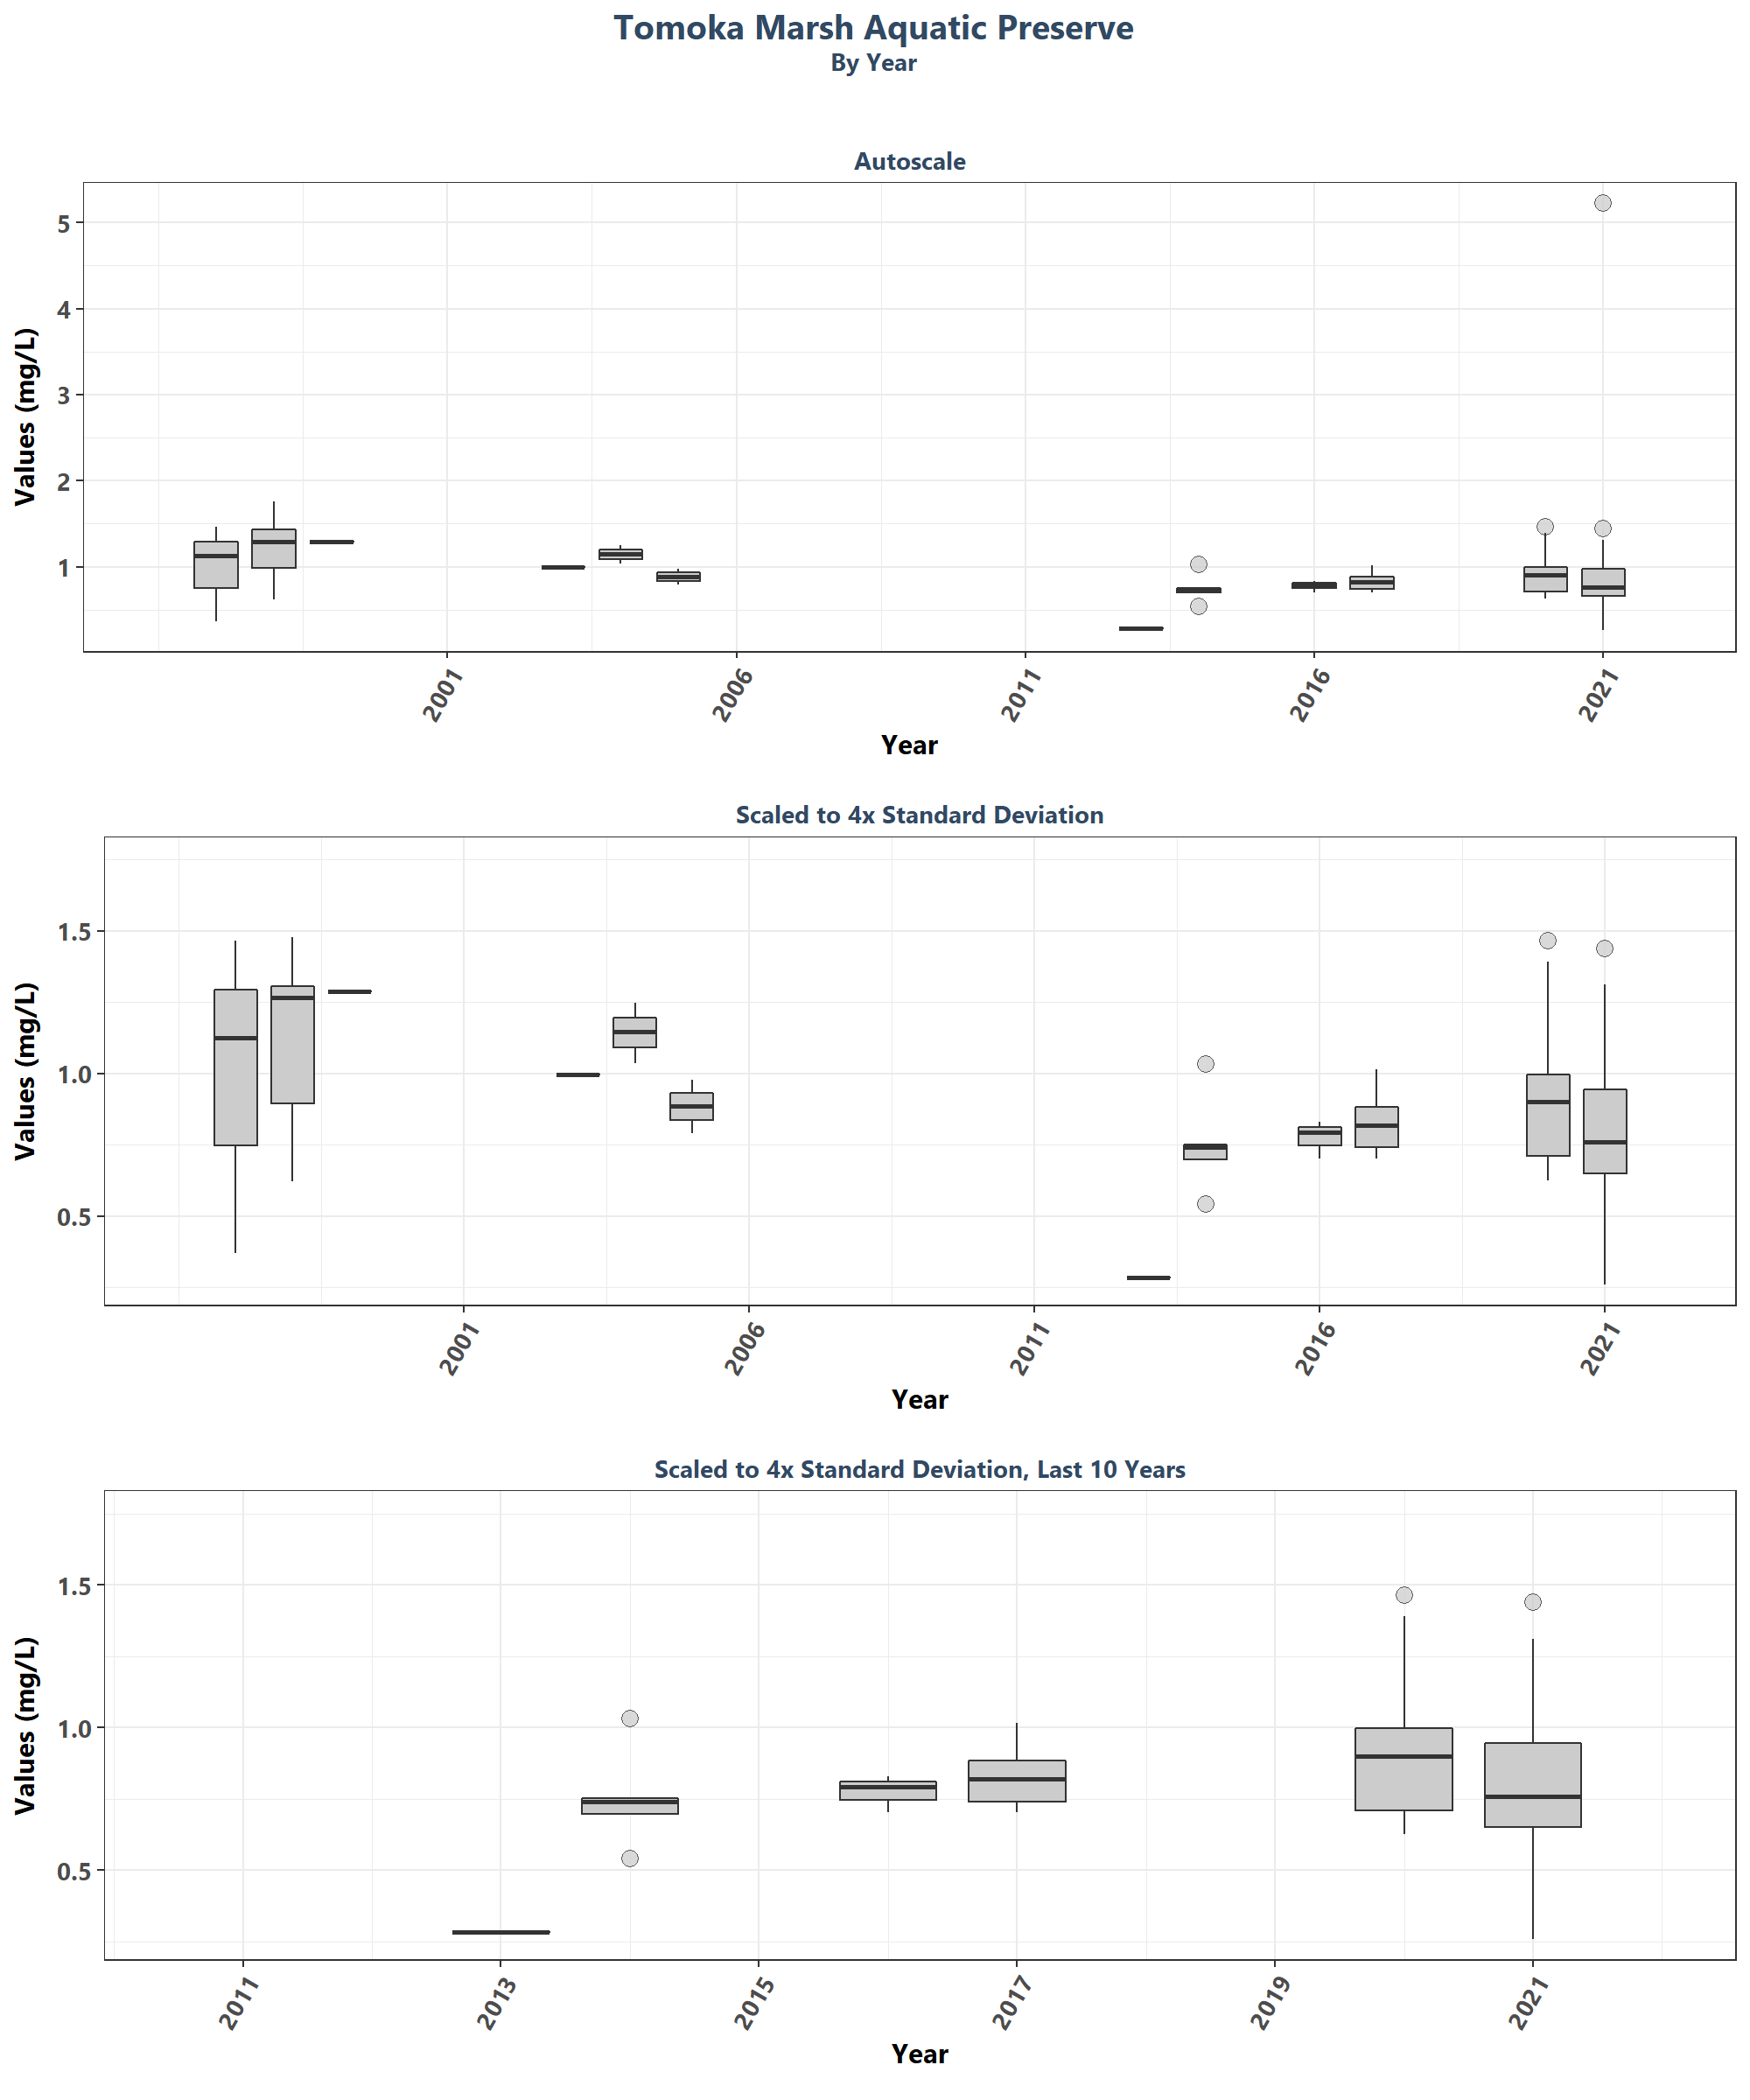 Tomoka Marsh Aquatic Preserve
By Year
Autoscale
Values (mg/L)
5
4
3
2
1
2001
2006
2011
2016
2021
Year
Scaled to 4x Standard Deviation
Values (mg/L)
1.5
1.0
0.5
2001
2006
2011
2016
2021
Year
Scaled to 4x Standard Deviation, Last 10 Years
Values (mg/L)
1.5
1.0
0.5
2011
2013
2015
2017
2019
2021
Year